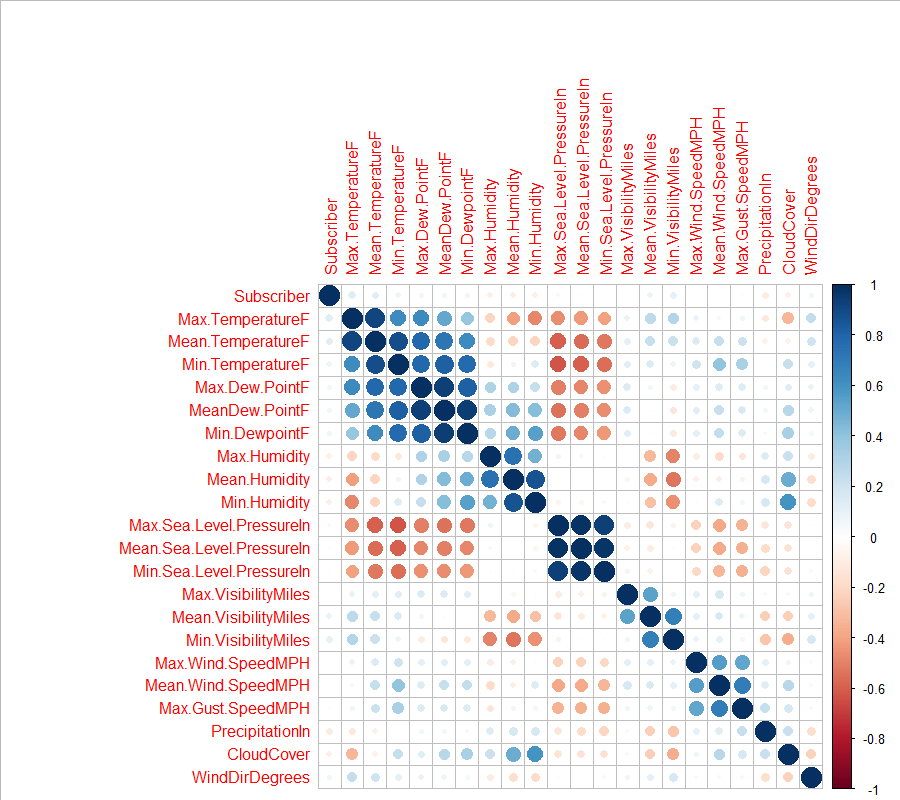 Subscriber
Max.TemperatureF
Mean.TemperatureF
Min.TemperatureF
Max.Dew.PointF
MeanDew.PointF
Min.DewpointF
Max.Humidity
Mean.Humidity
Min.Humidity
Max.Sea.Level.PressureIn
Mean.Sea.Level.PressureIn
Min.Sea.Level.PressureIn
Max.VisibilityMiles
Mean.VisibilityMiles
Min.VisibilityMiles
Max.Wind.SpeedMPH
Mean.Wind.SpeedMPH
Max.Gust.SpeedMPH
PrecipitationIn
CloudCover
WindDirDegrees
Subscriber
Max.TemperatureF
Mean.TemperatureF
Min.TemperatureF
Max.Dew.PointF
MeanDew.PointF
Min.DewpointF
Max.Humidity
Mean.Humidity
Min.Humidity
Max.Sea.Level.PressureIn
Mean.Sea.Level.PressureIn
Min.Sea.Level.PressureIn
Max.VisibilityMiles
Mean.VisibilityMiles
Min.VisibilityMiles
Max.Wind.SpeedMPH
Mean.Wind.SpeedMPH
Max.Gust.SpeedMPH
PrecipitationIn
CloudCover
WindDirDegrees
1
0.8
0.6
0.4
0.2
0
-0.2
-0.4
-0.6
-0.8
-1